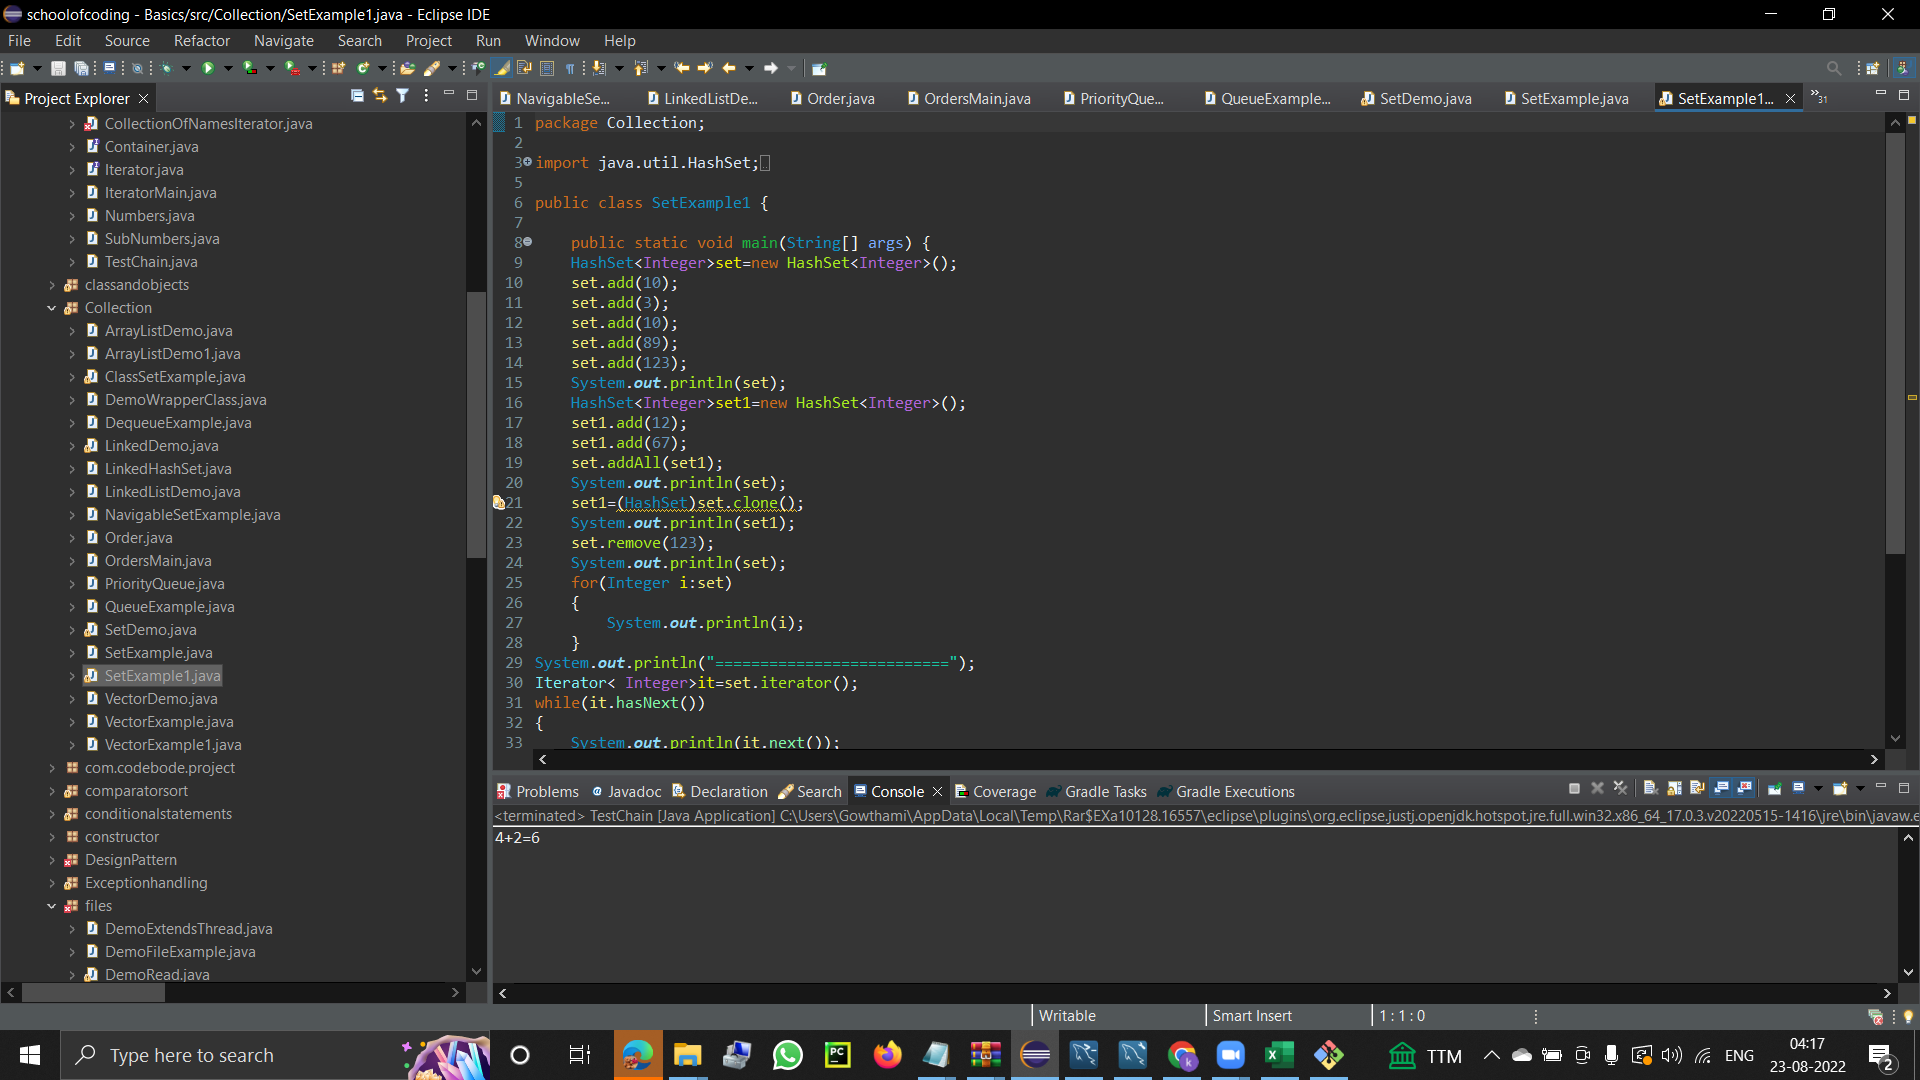 schoolofcoding - Basics/src/Collection/SetExample1.java - Eclipse IDE
File Edit Source Refactor Navigate Search Project Run Window Help
Project Explorer
CollectionOfNamesIterator.java
Container.java
Iterator.java
IteratorMain.java
Numbers.java
SubNumbers.java
TestChain.java
classandobjects
Collection
ArrayListDemo.java
ArrayListDemo1.java
ClassSetExample.java
DemoWrapperClass.java
DequeueExample.java
LinkedDemo.java
LinkedHashSet.java
LinkedListDemo.java
NavigableSetExample.java
Order.java
OrdersMain.java
PriorityQueue.java
QueueExample.java
SetDemo.java
SetExample.java
SetExample1.java
VectorDemo.java
VectorExample.java
VectorExample1.java
com.codebode.project
comparatorsort
conditionalstatements
constructor
DesignPattern
Exceptionhandling
files
DemoExtendsThread.java
DemoFileExample.java
DemoRead.java
NavigableSe... LinkedListDe... Order.java OrdersMain.java PriorityQue... QueueExample... SetDemo.java SetExample.java SetExample1... »31
1 package Collection;
2
3 import java.util.HashSet;
5
6 public class SetExample1 {
7
8 public static void main(String[] args) {
9 HashSet<Integer>set=new HashSet<Integer>();
10 set.add(10);
11 set.add(3);
12 set.add(10);
13 set.add(89);
14 set.add(123);
15 System.out.println(set);
16 HashSet<Integer>set1=new HashSet<Integer>();
17 set1.add(12);
18 set1.add(67);
19 set.addAll(set1);
20 System.out.println(set);
21 set1=(HashSet)set.clone();
22 System.out.println(set1);
23 set.remove(123);
24 System.out.println(set);
25 for(Integer i:set)
26 {
27 System.out.println(i);
28 }
29 System.out.println("==========================");
30 Iterator< Integer>it=set.iterator();
31 while(it.hasNext())
32 {
33 System.out.println(it.next());
Problems Javadoc Declaration Search Console Coverage Gradle Tasks Gradle Executions
<terminated> TestChain [Java Application] C:\Users\Gowthami\AppData\Local\Temp\Rar$EXa10128.16557\eclipse\plugins\org.eclipse.justj.openjdk.hotspot.jre.full.win32.x86_64_17.0.3.v20220515-1416\jre\bin\javaw.e
4+2=6
Writable Smart Insert 1 : 1 : 0
Type here to search
PC
TTM
ENG
04:17
23-08-2022
2